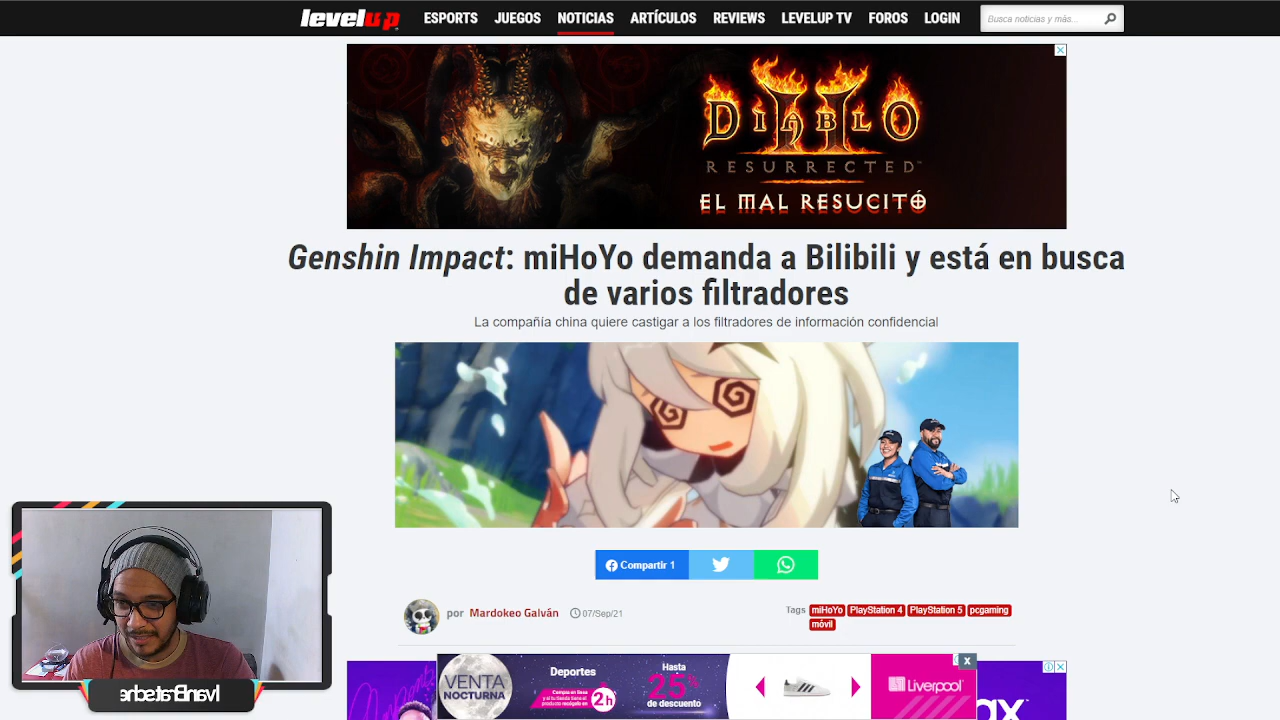 levelup
ESPORTS JUEGOS NOTICIAS ARTÍCULOS REVIEWS LEVELUP TV FOROS LOGIN
Busca noticias y más...
DIABLO II
RESURRECTED™
EL MAL RESUCITÓ
Genshin Impact: miHoYo demanda a Bilibili y está en busca
de varios filtradores
La compañía china quiere castigar a los filtradores de información confidencial
Compartir 1
por Mardokeo Galván 07/Sep/21
Tags miHoYo PlayStation 4 PlayStation 5 pcgaming
móvil
VENTA
NOCTURNA
Deportes
2h
Hasta
25%
de descuento
Liverpool